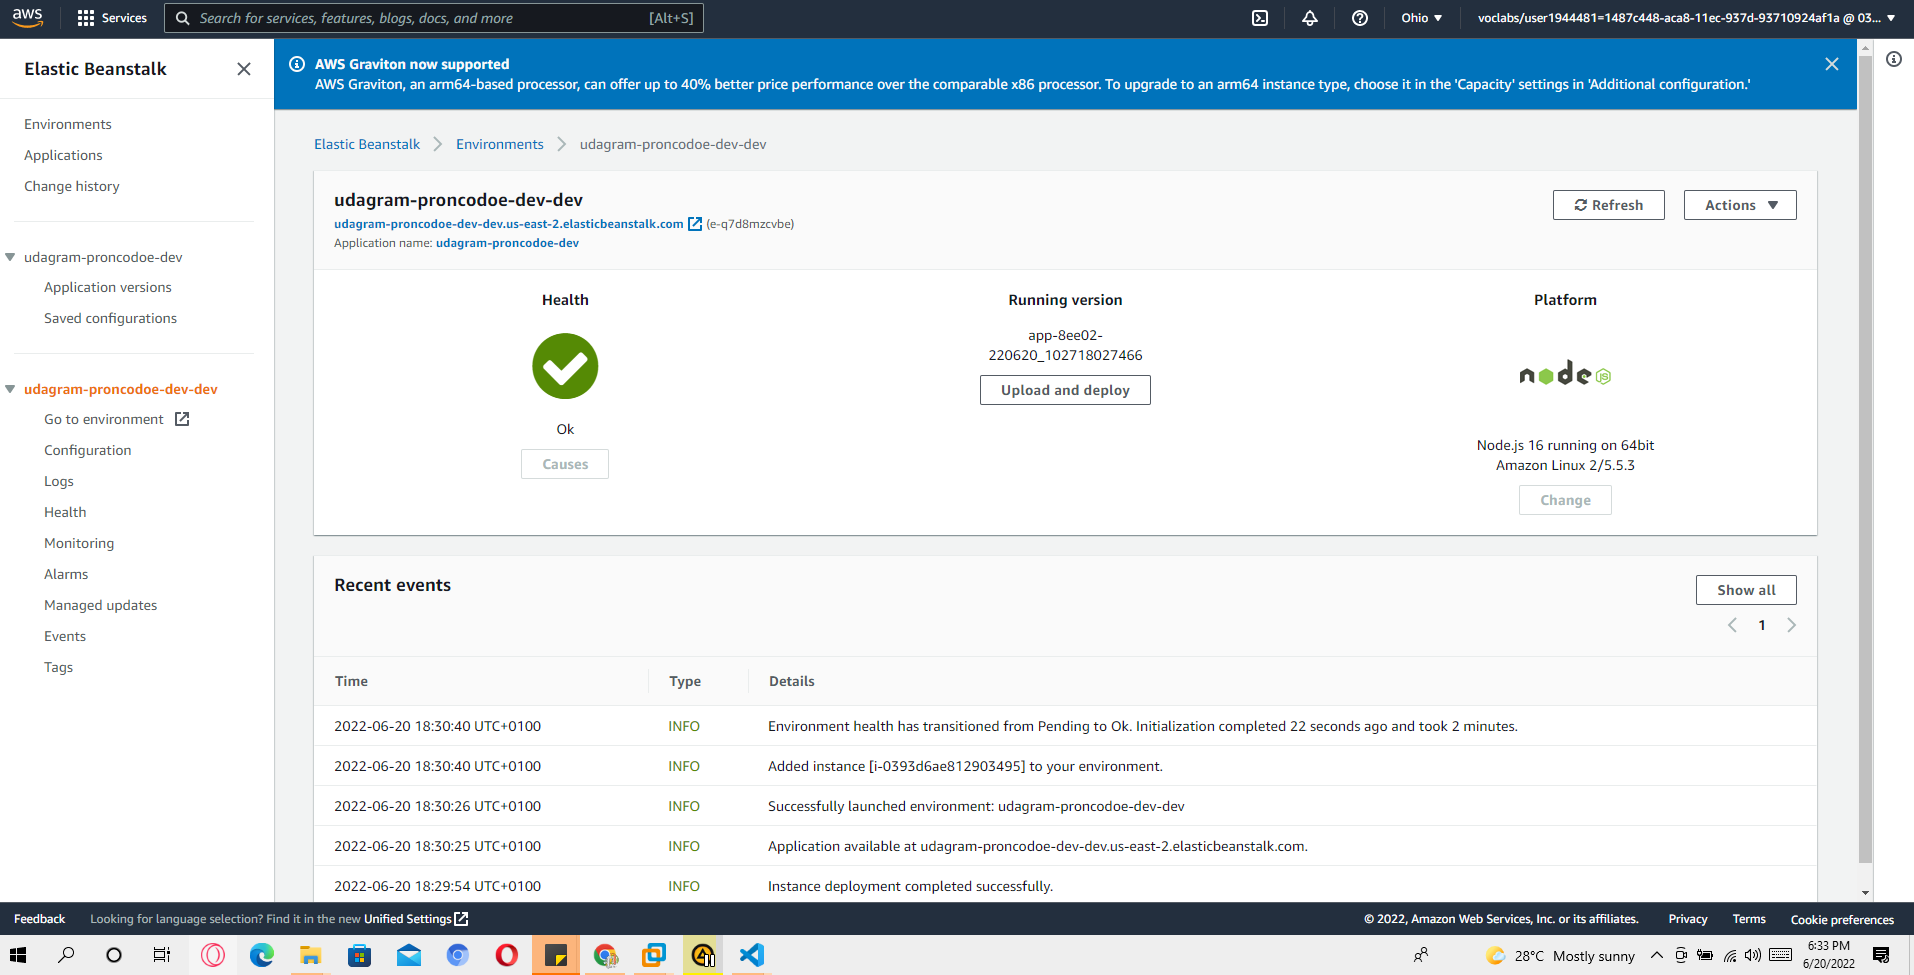 aws
Services
Search for services, features, blogs, docs, and more
[Alt+S]
Ohio
voclabs/user1944481=1487c448-aca8-11ec-937d-93710924af1a @ 03...
Elastic Beanstalk
Environments
Applications
Change history
udagram-proncodoe-dev
Application versions
Saved configurations
udagram-proncodoe-dev-dev
Go to environment
Configuration
Logs
Health
Monitoring
Alarms
Managed updates
Events
Tags
AWS Graviton now supported
AWS Graviton, an arm64-based processor, can offer up to 40% better price performance over the comparable x86 processor. To upgrade to an arm64 instance type, choose it in the 'Capacity' settings in 'Additional configuration.'
Elastic Beanstalk
Environments
udagram-proncodoe-dev-dev
udagram-proncodoe-dev-dev
udagram-proncodoe-dev-dev.us-east-2.elasticbeanstalk.com (e-q7d8mzcvbe)
Application name: udagram-proncodoe-dev
Refresh
Actions
Health
Ok
Causes
Running version
app-8ee02-
220620_102718027466
Upload and deploy
Platform
node JS
Node.js 16 running on 64bit
Amazon Linux 2/5.5.3
Change
Recent events
Show all
1
Time Type Details
2022-06-20 18:30:40 UTC+0100 INFO Environment health has transitioned from Pending to Ok. Initialization completed 22 seconds ago and took 2 minutes.
2022-06-20 18:30:40 UTC+0100 INFO Added instance [i-0393d6ae812903495] to your environment.
2022-06-20 18:30:26 UTC+0100 INFO Successfully launched environment: udagram-proncodoe-dev-dev
2022-06-20 18:30:25 UTC+0100 INFO Application available at udagram-proncodoe-dev-dev.us-east-2.elasticbeanstalk.com.
2022-06-20 18:29:54 UTC+0100 INFO Instance deployment completed successfully.
Feedback
Looking for language selection? Find it in the new Unified Settings
© 2022, Amazon Web Services, Inc. or its affiliates.
Privacy
Terms
Cookie preferences
28°C Mostly sunny
6:33 PM
6/20/2022